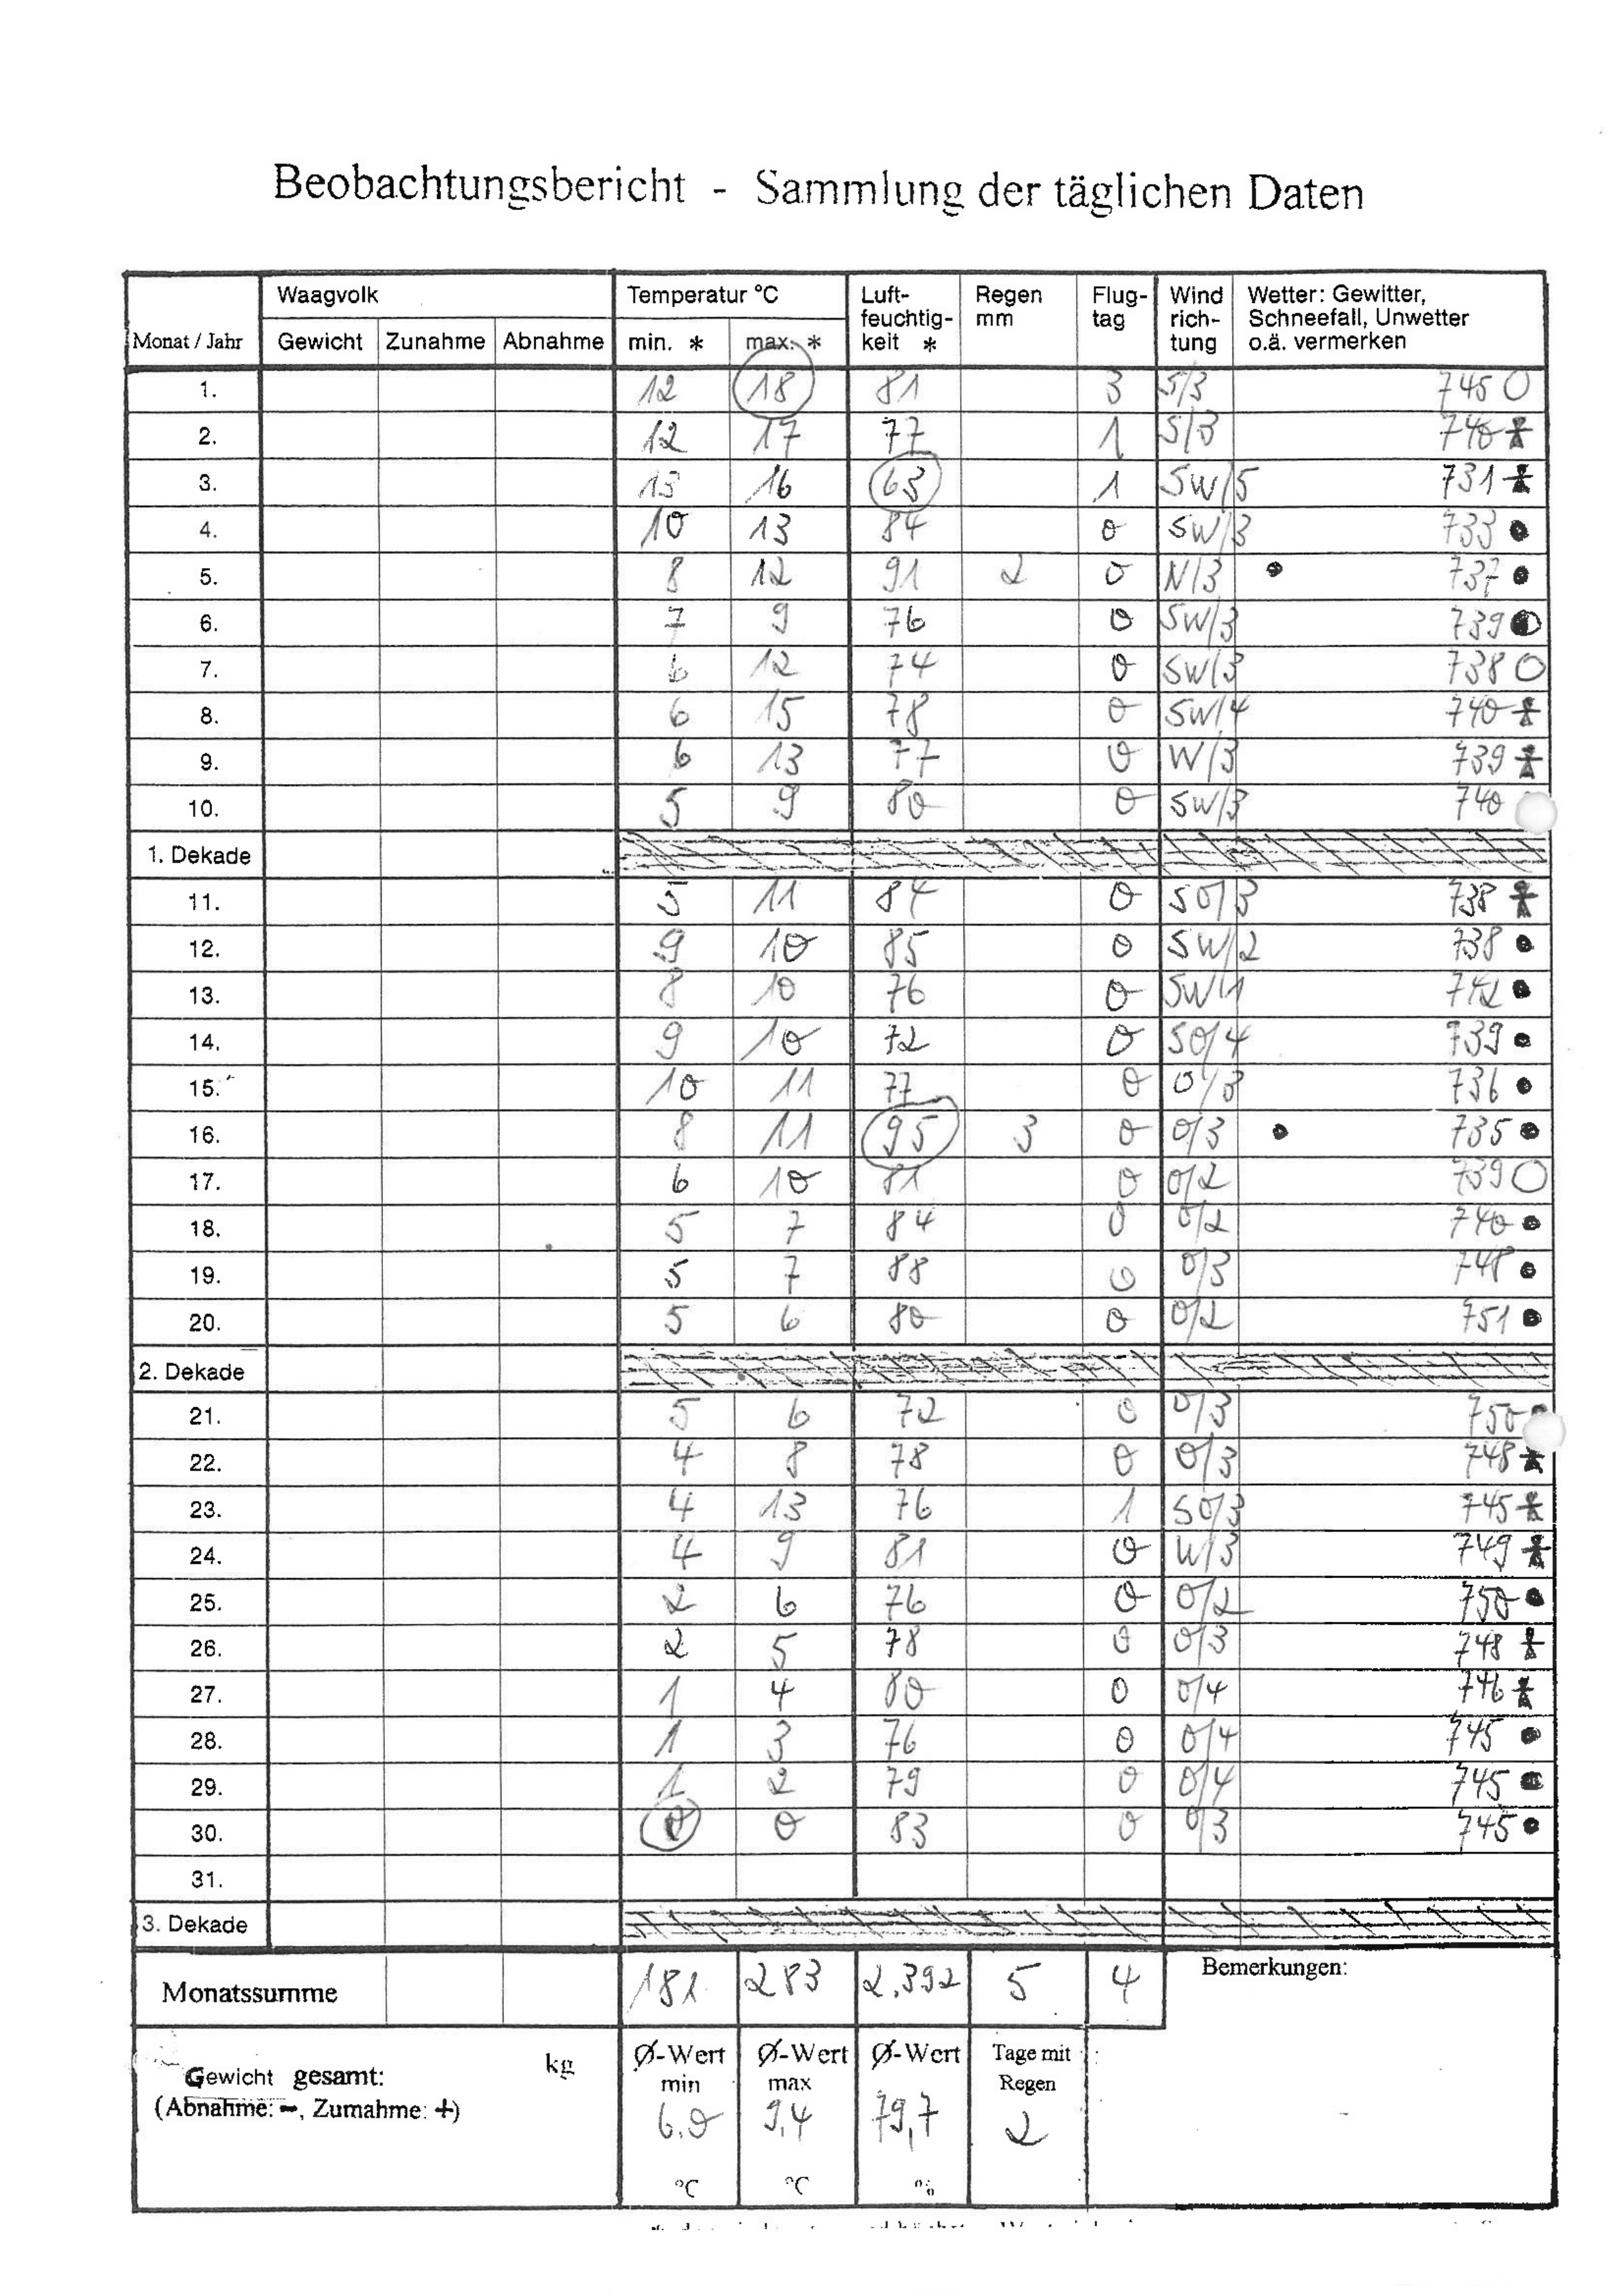 Beobachtungsbericht - Sammlung der täglichen Daten
Waagvolk Temperatur °C Luft- Regen Flug- Wind Wetter: Gewitter,
feuchtig- mm tag rich- Schneefall, Unwetter
Monat / Jahr Gewicht Zunahme Abnahme min. * max. * keit * tung o.ä. vermerken
1. 12 18 81 3 S/3 745
2. 12 17 77 1 S/3 740
3. 13 16 63 1 SW/5 731
4. 10 13 84 0 SW/3 733
5. 8 12 91 2 0 N/3 737
6. 7 9 76 0 SW/3 739
7. 6 12 74 0 SW/3 738
8. 6 15 78 0 SW/4 740
9. 6 13 77 0 W/3 739
10. 5 9 80 0 SW/3 740
1. Dekade
11. 5 11 84 0 SO/3 738
12. 9 10 85 0 SW/2 738
13. 8 10 76 0 SW/1 742
14. 9 10 72 0 SO/4 739
15. 10 11 77 0 O/3 736
16. 8 11 95 3 0 O/3 735
17. 6 10 81 0 O/2 739
18. 5 7 84 0 O/2 740
19. 5 7 88 0 O/3 748
20. 5 6 80 0 O/2 751
2. Dekade
21. 5 6 72 0 O/3 750
22. 4 8 78 0 O/3 748
23. 4 13 76 1 SO/3 745
24. 4 9 81 0 W/3 749
25. 2 6 76 0 O/2 750
26. 2 5 78 0 O/3 748
27. 1 4 80 0 O/4 746
28. 1 3 76 0 O/4 745
29. 1 2 79 0 O/4 745
30. 0 0 83 0 O/3 745
31.
3. Dekade
Monatssumme 181 283 2.392 5 4 Bemerkungen:
Gewicht gesamt: kg Ø-Wert Ø-Wert Ø-Wert Tage mit
(Abnahme: -, Zumahme: +) min max Regen
6,0 9,4 79,7 2
°C °C %